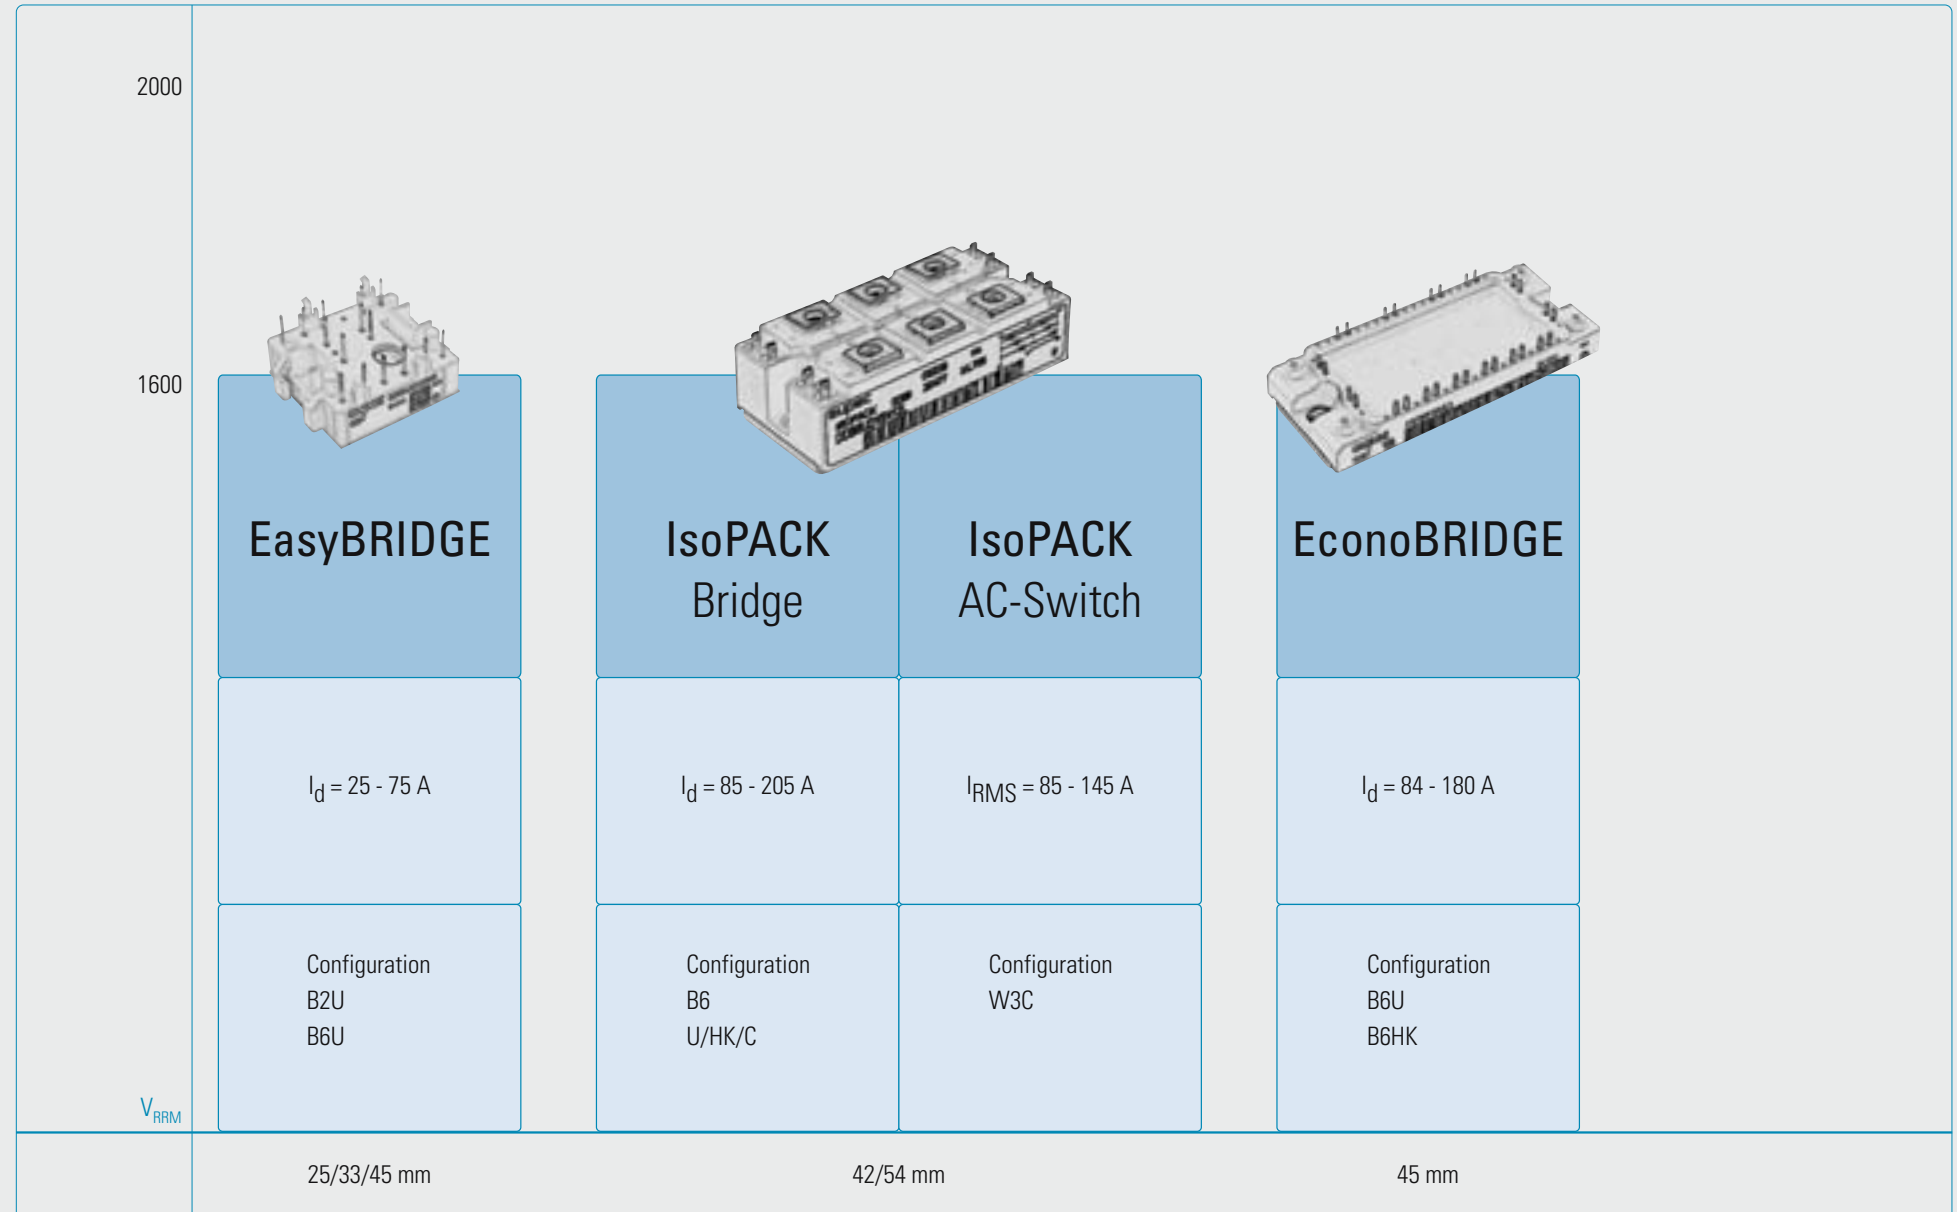 2000
1600
EasyBRIDGE
IsoPACK
Bridge
IsoPACK
AC-Switch
EconoBRIDGE
Id = 25 - 75 A
Id = 85 - 205 A
IRMS = 85 - 145 A
Id = 84 - 180 A
Configuration
B2U
B6U
Configuration
B6
U/HK/C
Configuration
W3C
Configuration
B6U
B6HK
VRRM
25/33/45 mm
42/54 mm
45 mm